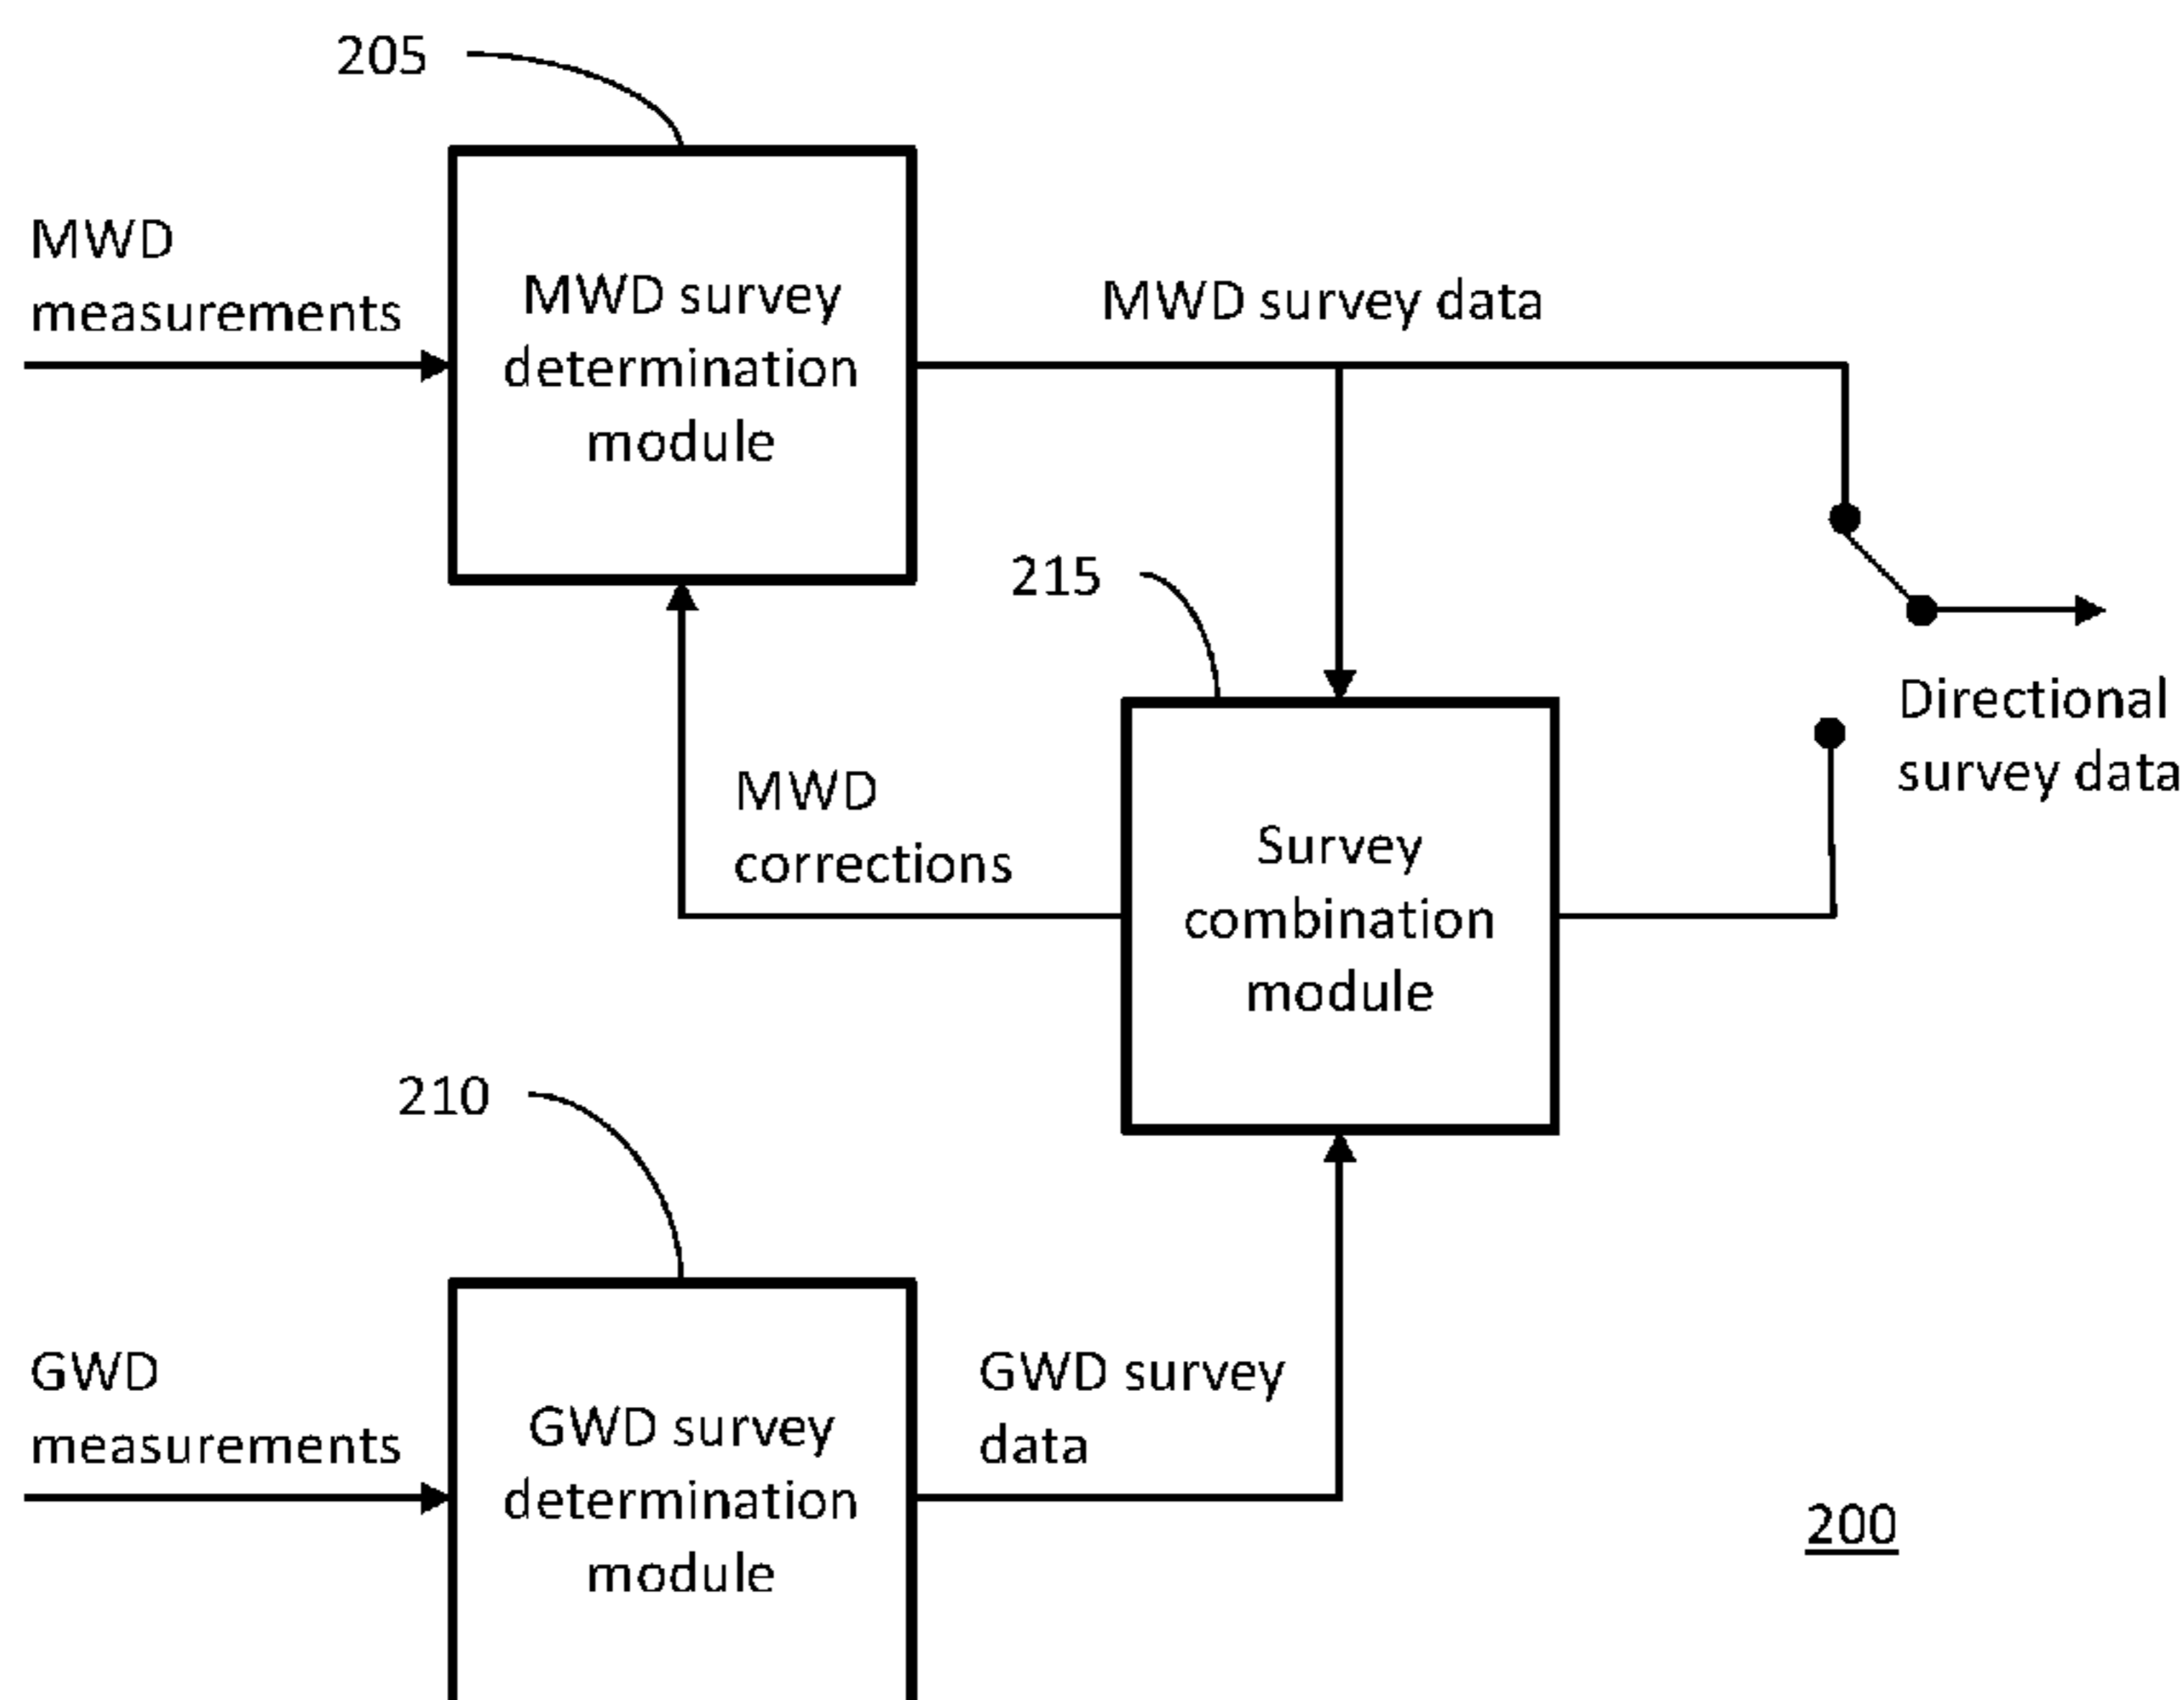 205
MWD
measurements
MWD survey
determination
module
MWD survey data
215
Directional
survey data
MWD
corrections
Survey
combination
module
210
GWD
measurements
GWD survey
determination
module
GWD survey
data
200